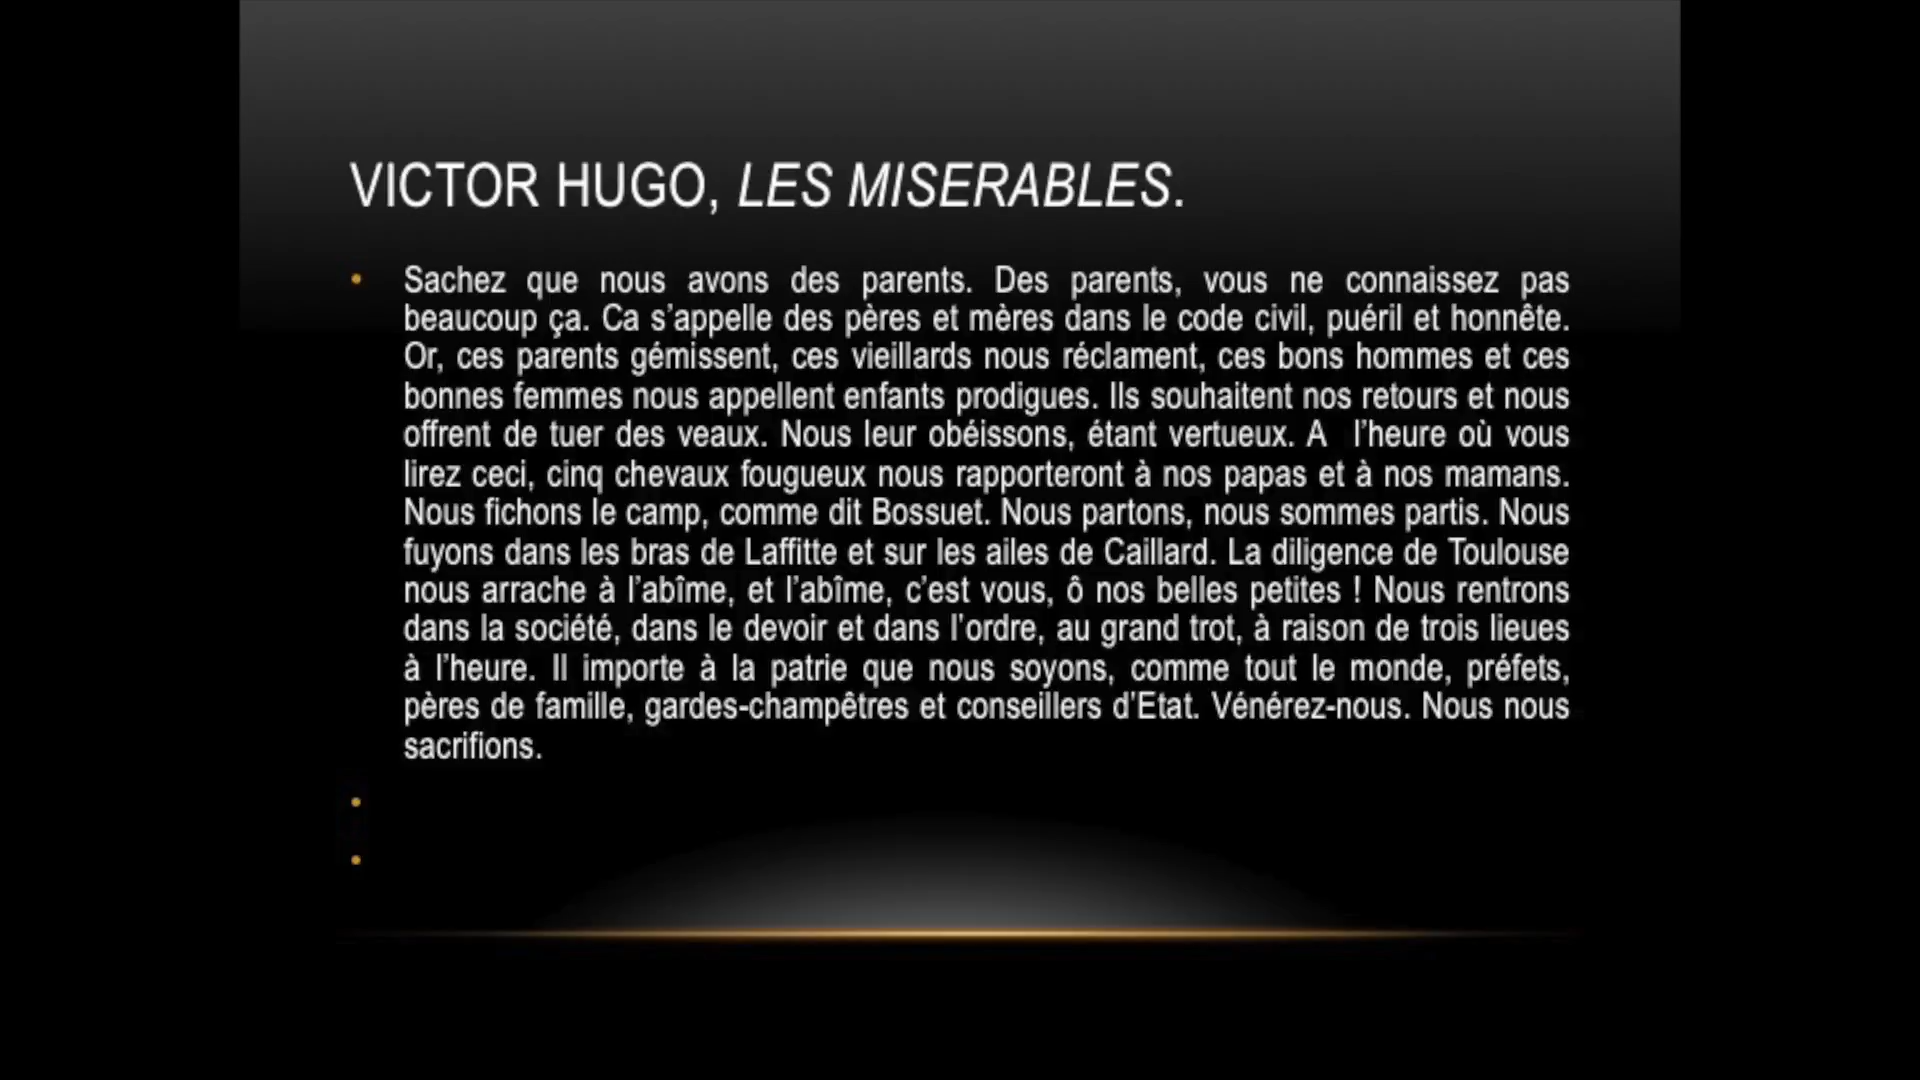 VICTOR HUGO, LES MISERABLES.
• Sachez que nous avons des parents. Des parents, vous ne connaissez pas
beaucoup ça. Ca s’appelle des pères et mères dans le code civil, puéril et honnête.
Or, ces parents gémissent, ces vieillards nous réclament, ces bons hommes et ces
bonnes femmes nous appellent enfants prodigues. Ils souhaitent nos retours et nous
offrent de tuer des veaux. Nous leur obéissons, étant vertueux. A l’heure où vous
lirez ceci, cinq chevaux fougueux nous rapporteront à nos papas et à nos mamans.
Nous fichons le camp, comme dit Bossuet. Nous partons, nous sommes partis. Nous
fuyons dans les bras de Laffitte et sur les ailes de Caillard. La diligence de Toulouse
nous arrache à l’abîme, et l’abîme, c’est vous, ô nos belles petites ! Nous rentrons
dans la société, dans le devoir et dans l’ordre, au grand trot, à raison de trois lieues
à l’heure. Il importe à la patrie que nous soyons, comme tout le monde, préfets,
pères de famille, gardes-champêtres et conseillers d’Etat. Vénérez-nous. Nous nous
sacrifions.